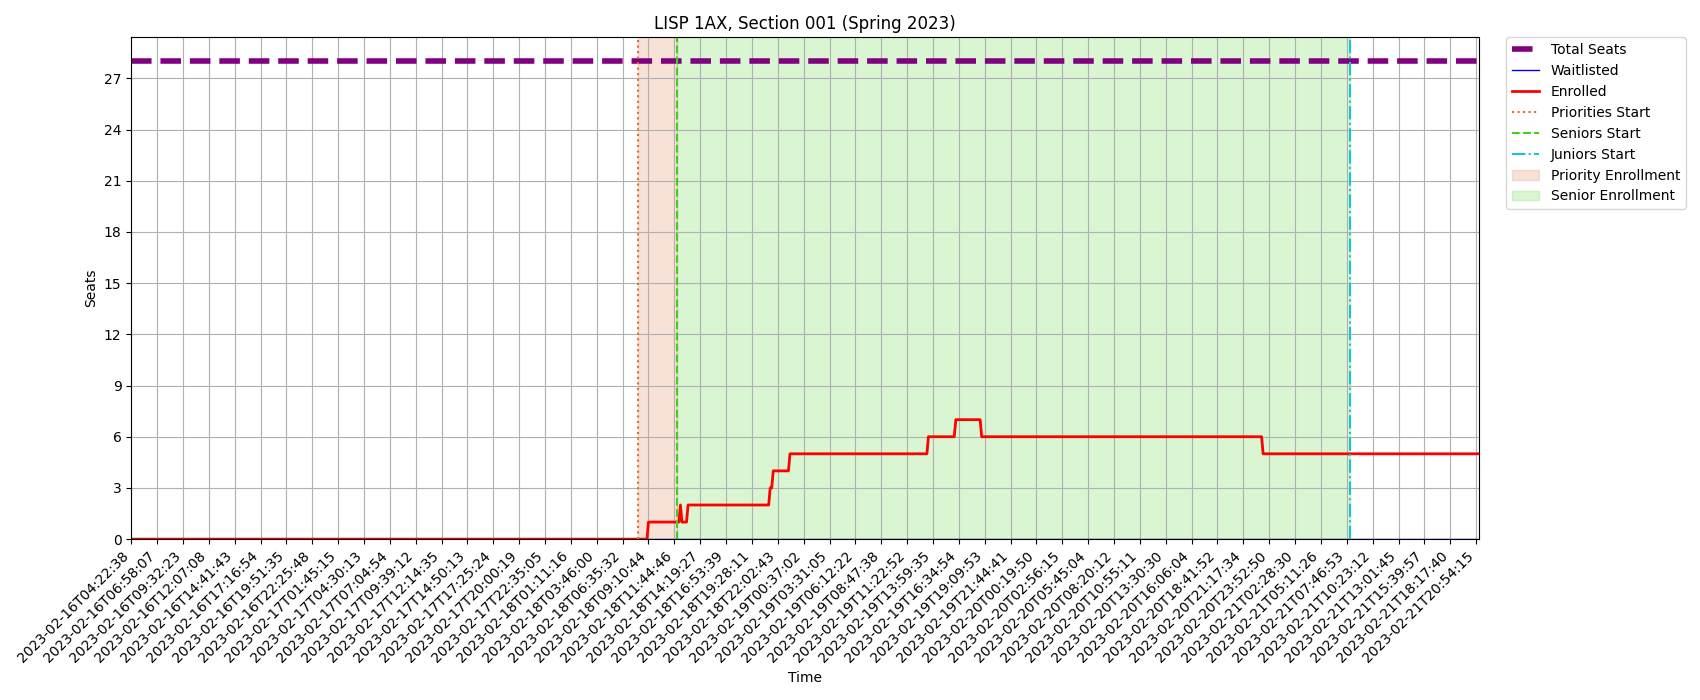 LISP 1AX, Section 001 (Spring 2023)
Total Seats
Waitlisted
Enrolled
Priorities Start
Seniors Start
Juniors Start
Priority Enrollment
Senior Enrollment
Seats
27
24
21
18
15
12
9
6
3
0
2023-02-16T04:22:38
2023-02-16T06:58:07
2023-02-16T09:32:23
2023-02-16T12:07:08
2023-02-16T14:41:43
2023-02-16T17:16:54
2023-02-16T19:51:35
2023-02-16T22:25:48
2023-02-17T01:45:15
2023-02-17T04:30:13
2023-02-17T07:04:54
2023-02-17T09:39:12
2023-02-17T12:14:35
2023-02-17T14:50:13
2023-02-17T17:25:24
2023-02-17T20:00:19
2023-02-17T22:35:05
2023-02-18T01:11:16
2023-02-18T03:46:00
2023-02-18T06:35:32
2023-02-18T09:10:44
2023-02-18T11:44:46
2023-02-18T14:19:27
2023-02-18T16:53:39
2023-02-18T19:28:11
2023-02-18T22:02:43
2023-02-19T00:37:02
2023-02-19T03:31:05
2023-02-19T06:12:22
2023-02-19T08:47:38
2023-02-19T11:22:52
2023-02-19T13:59:35
2023-02-19T16:34:54
2023-02-19T19:09:53
2023-02-19T21:44:41
2023-02-20T00:19:50
2023-02-20T02:56:15
2023-02-20T05:45:04
2023-02-20T08:20:12
2023-02-20T10:55:11
2023-02-20T13:30:30
2023-02-20T16:06:04
2023-02-20T18:41:52
2023-02-20T21:17:34
2023-02-20T23:52:50
2023-02-21T02:28:30
2023-02-21T05:11:26
2023-02-21T07:46:53
2023-02-21T10:23:12
2023-02-21T13:01:45
2023-02-21T15:39:57
2023-02-21T18:17:40
2023-02-21T20:54:15
Time